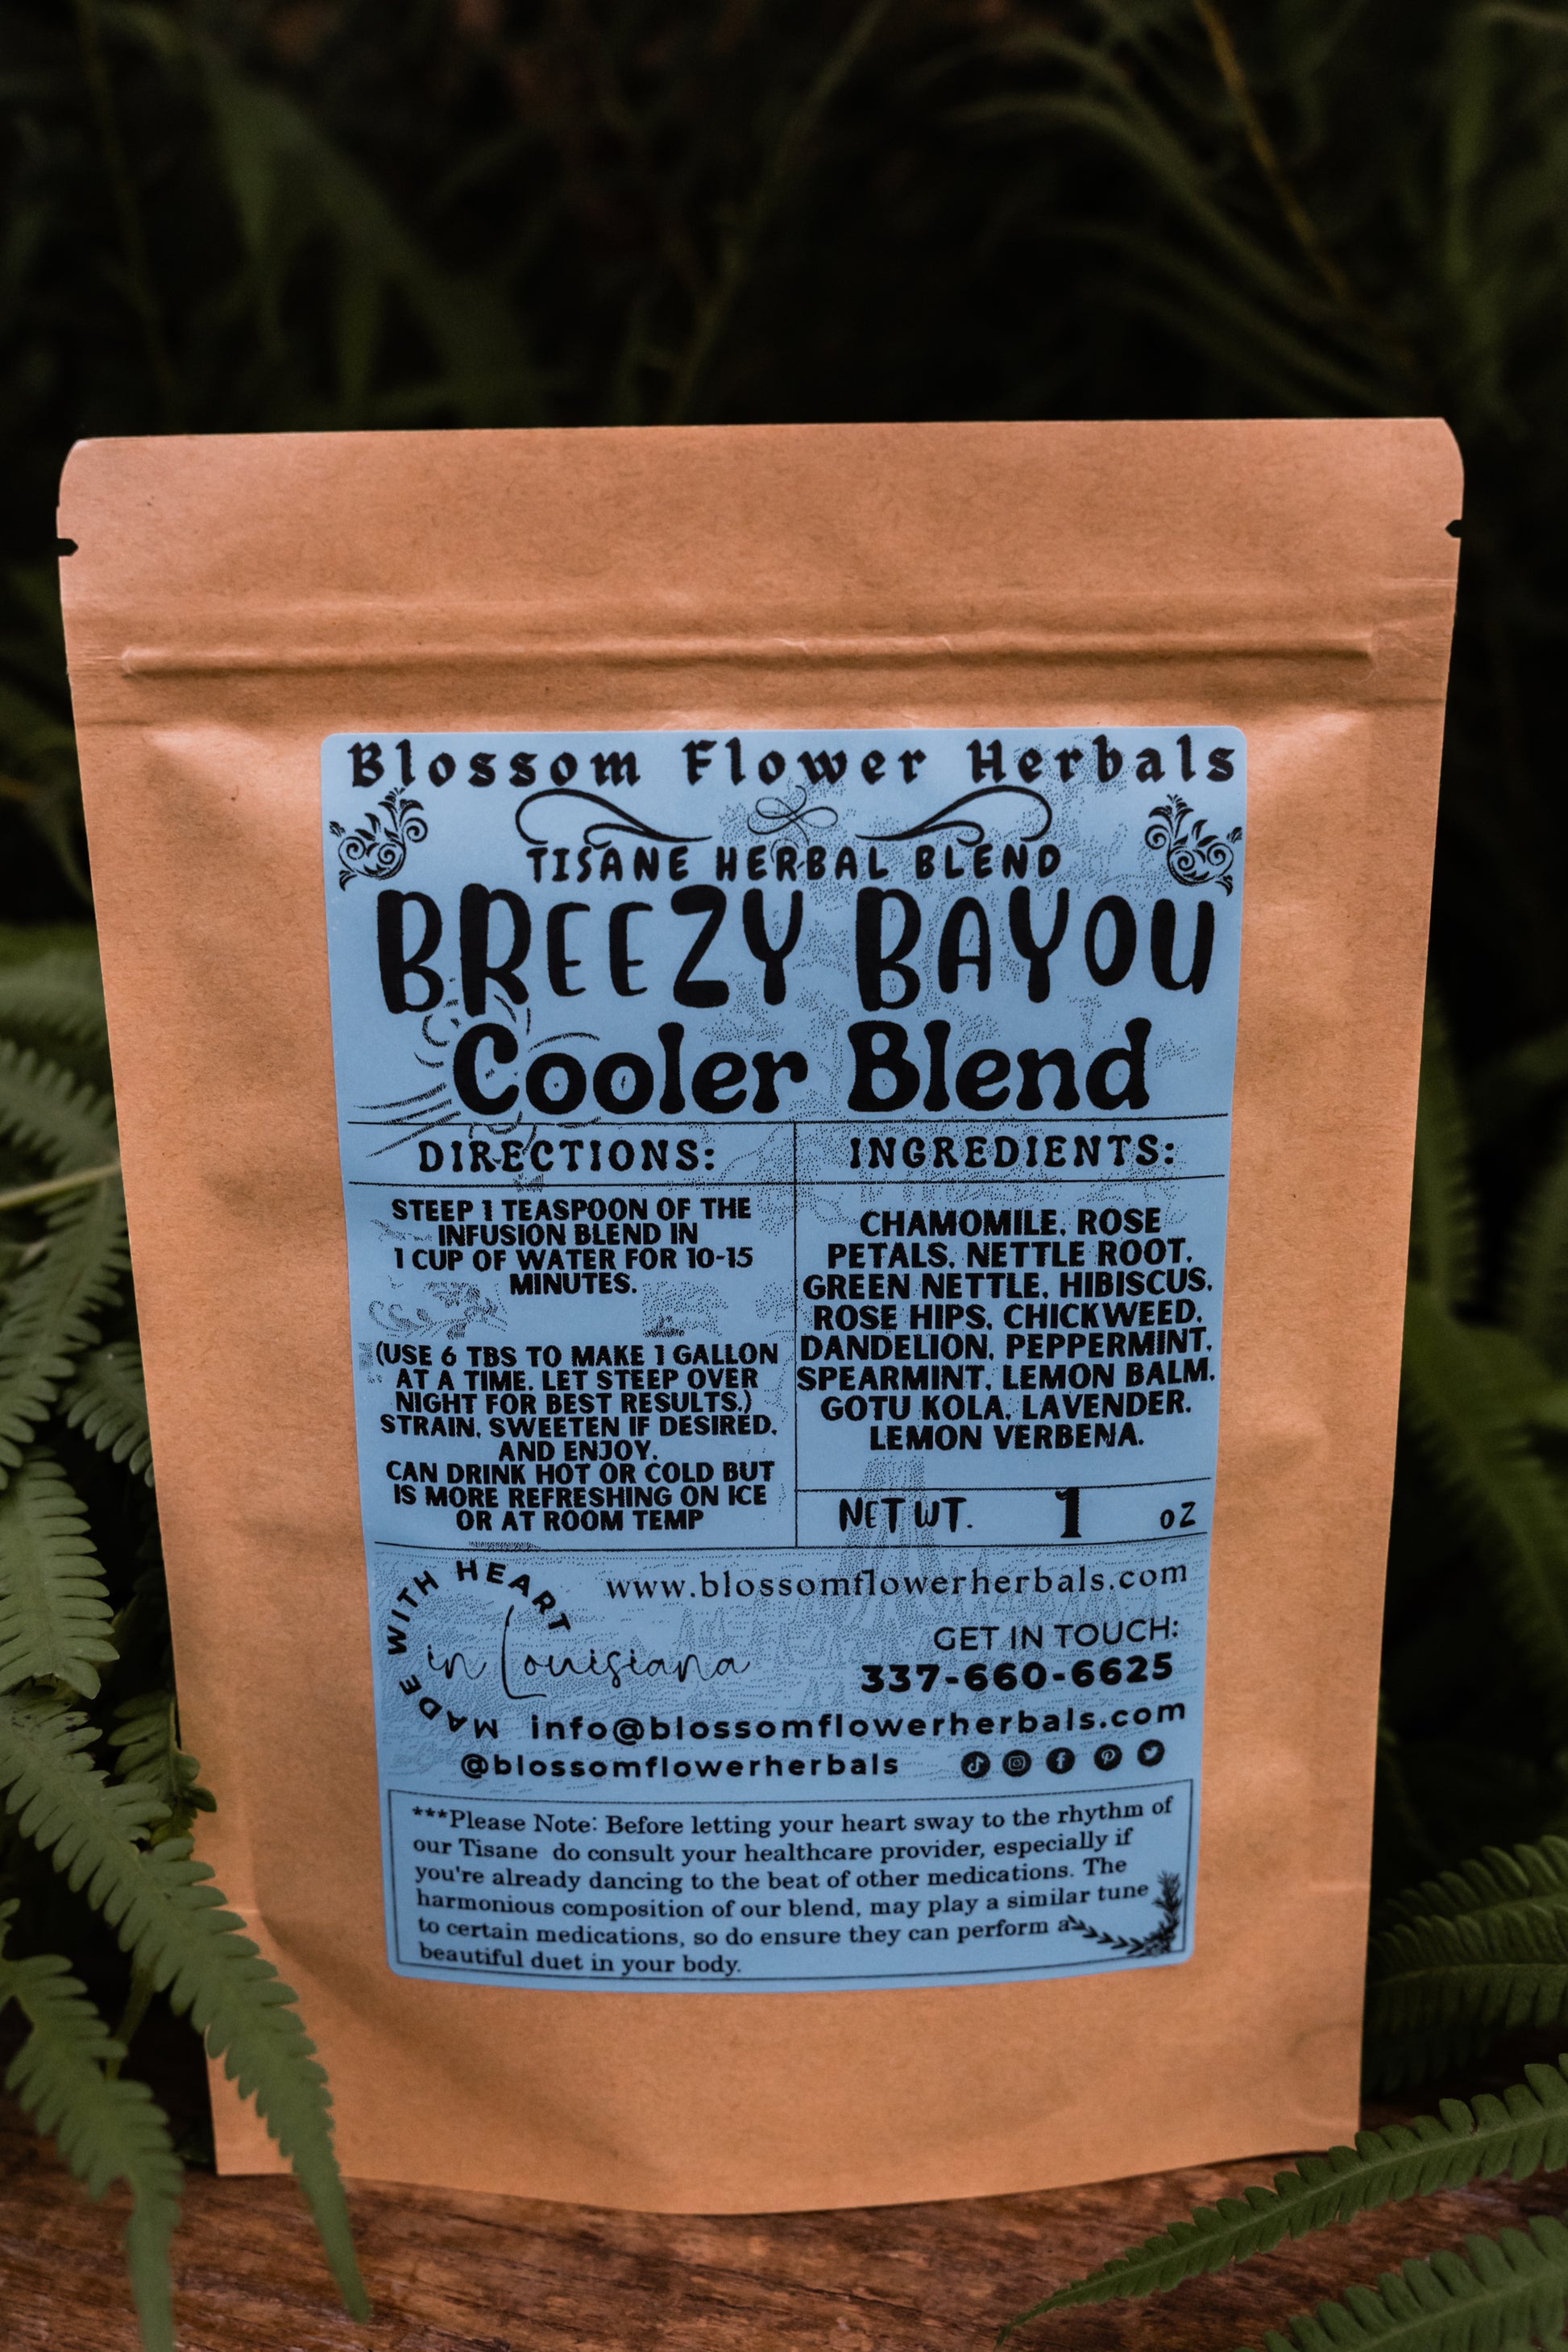 Blossom Flower Herbals
TISANE HERBAL BLEND
BREEZY BAYOU
Cooler Blend
DIRECTIONS:
STEEP 1 TEASPOON OF THE
INFUSION BLEND IN
1 CUP OF WATER FOR 10-15
MINUTES.
(USE 6 TBS TO MAKE 1 GALLON
AT A TIME. LET STEEP OVER
NIGHT FOR BEST RESULTS.)
STRAIN, SWEETEN IF DESIRED,
AND ENJOY.
CAN DRINK HOT OR COLD BUT
IS MORE REFRESHING ON ICE
OR AT ROOM TEMP
INGREDIENTS:
CHAMOMILE, ROSE
PETALS, NETTLE ROOT,
GREEN NETTLE, HIBISCUS,
ROSE HIPS, CHICKWEED,
DANDELION, PEPPERMINT,
SPEARMINT, LEMON BALM,
GOTU KOLA, LAVENDER,
LEMON VERBENA.
NET WT. 1 OZ
MADE WITH HEART
in Louisiana
www.blossomflowerherbals.com
GET IN TOUCH:
337-660-6625
info@blossomflowerherbals.com
@blossomflowerherbals
***Please Note: Before letting your heart sway to the rhythm of
our Tisane do consult your healthcare provider, especially if
you're already dancing to the beat of other medications. The
harmonious composition of our blend, may play a similar tune
to certain medications, so do ensure they can perform a
beautiful duet in your body.